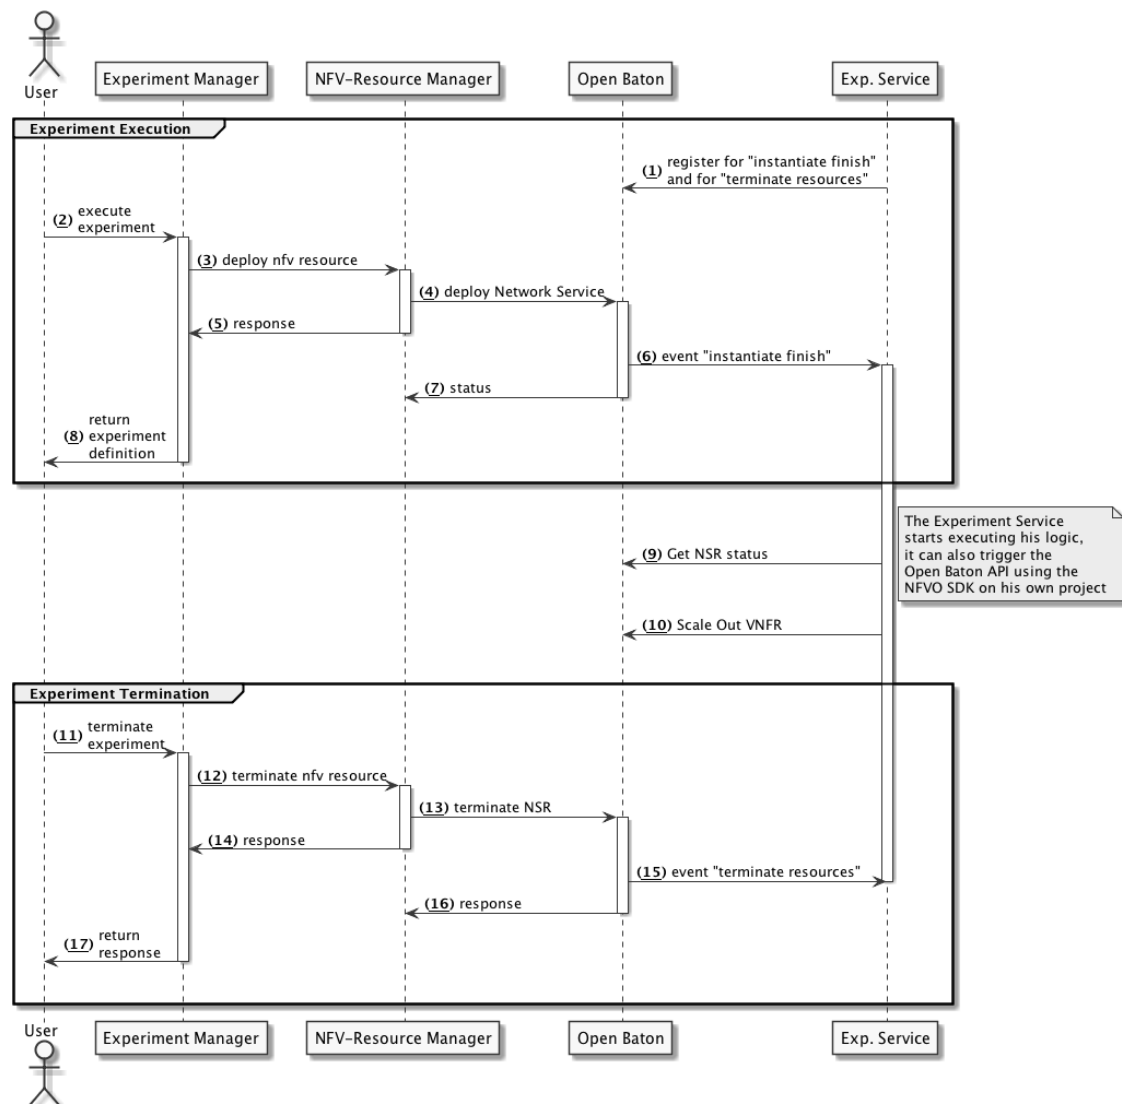 User
Experiment Manager
NFV-Resource Manager
Open Baton
Exp. Service
Experiment Execution
(1) register for "instantiate finish"
and for "terminate resources"
(2) execute
experiment
(3) deploy nfv resource
(4) deploy Network Service
(5) response
(6) event "instantiate finish"
(7) status
return
(8) experiment
definition
The Experiment Service
starts executing his logic,
it can also trigger the
Open Baton API using the
NFVO SDK on his own project
(9) Get NSR status
(10) Scale Out VNFR
Experiment Termination
(11) terminate
experiment
(12) terminate nfv resource
(13) terminate NSR
(14) response
(15) event "terminate resources"
(16) response
(17) return
response
User
Experiment Manager
NFV-Resource Manager
Open Baton
Exp. Service